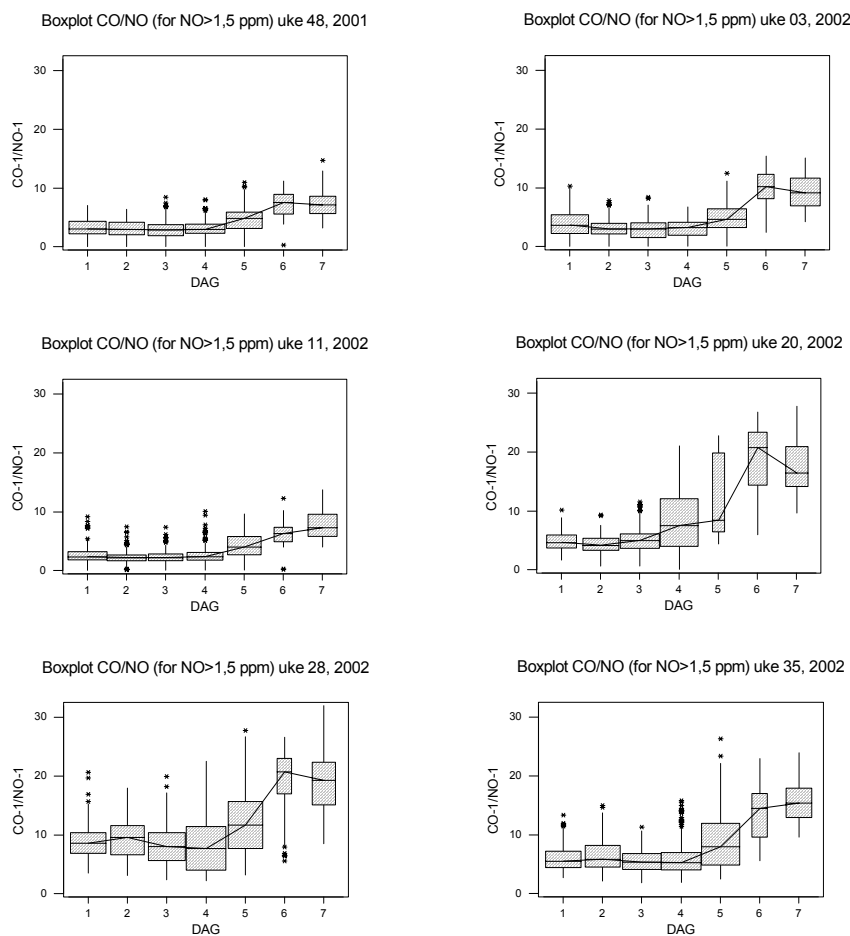 Boxplot CO/NO (for NO>1,5 ppm) uke 48, 2001
30
20
10
0
CO-1/NO-1
1 2 3 4 5 6 7
DAG
Boxplot CO/NO (for NO>1,5 ppm) uke 03, 2002
30
20
10
0
CO-1/NO-1
1 2 3 4 5 6 7
DAG
Boxplot CO/NO (for NO>1,5 ppm) uke 11, 2002
30
20
10
0
CO-1/NO-1
1 2 3 4 5 6 7
DAG
Boxplot CO/NO (for NO>1,5 ppm) uke 20, 2002
30
20
10
0
CO-1/NO-1
1 2 3 4 5 6 7
DAG
Boxplot CO/NO (for NO>1,5 ppm) uke 28, 2002
30
20
10
0
CO-1/NO-1
1 2 3 4 5 6 7
DAG
Boxplot CO/NO (for NO>1,5 ppm) uke 35, 2002
30
20
10
0
CO-1/NO-1
1 2 3 4 5 6 7
DAG